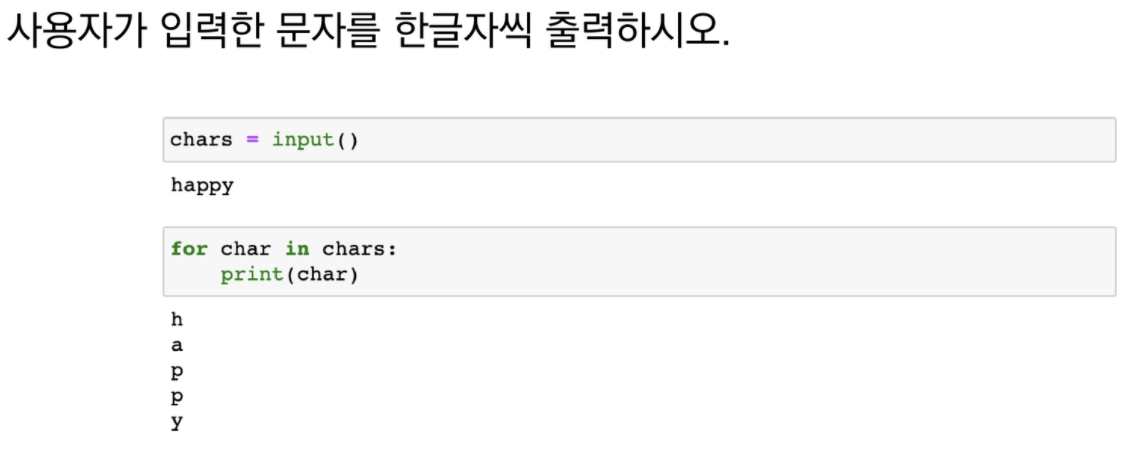 사용자가 입력한 문자를 한글자씩 출력하시오.
chars = input()
happy
for char in chars:
    print(char)
h
a
p
p
y